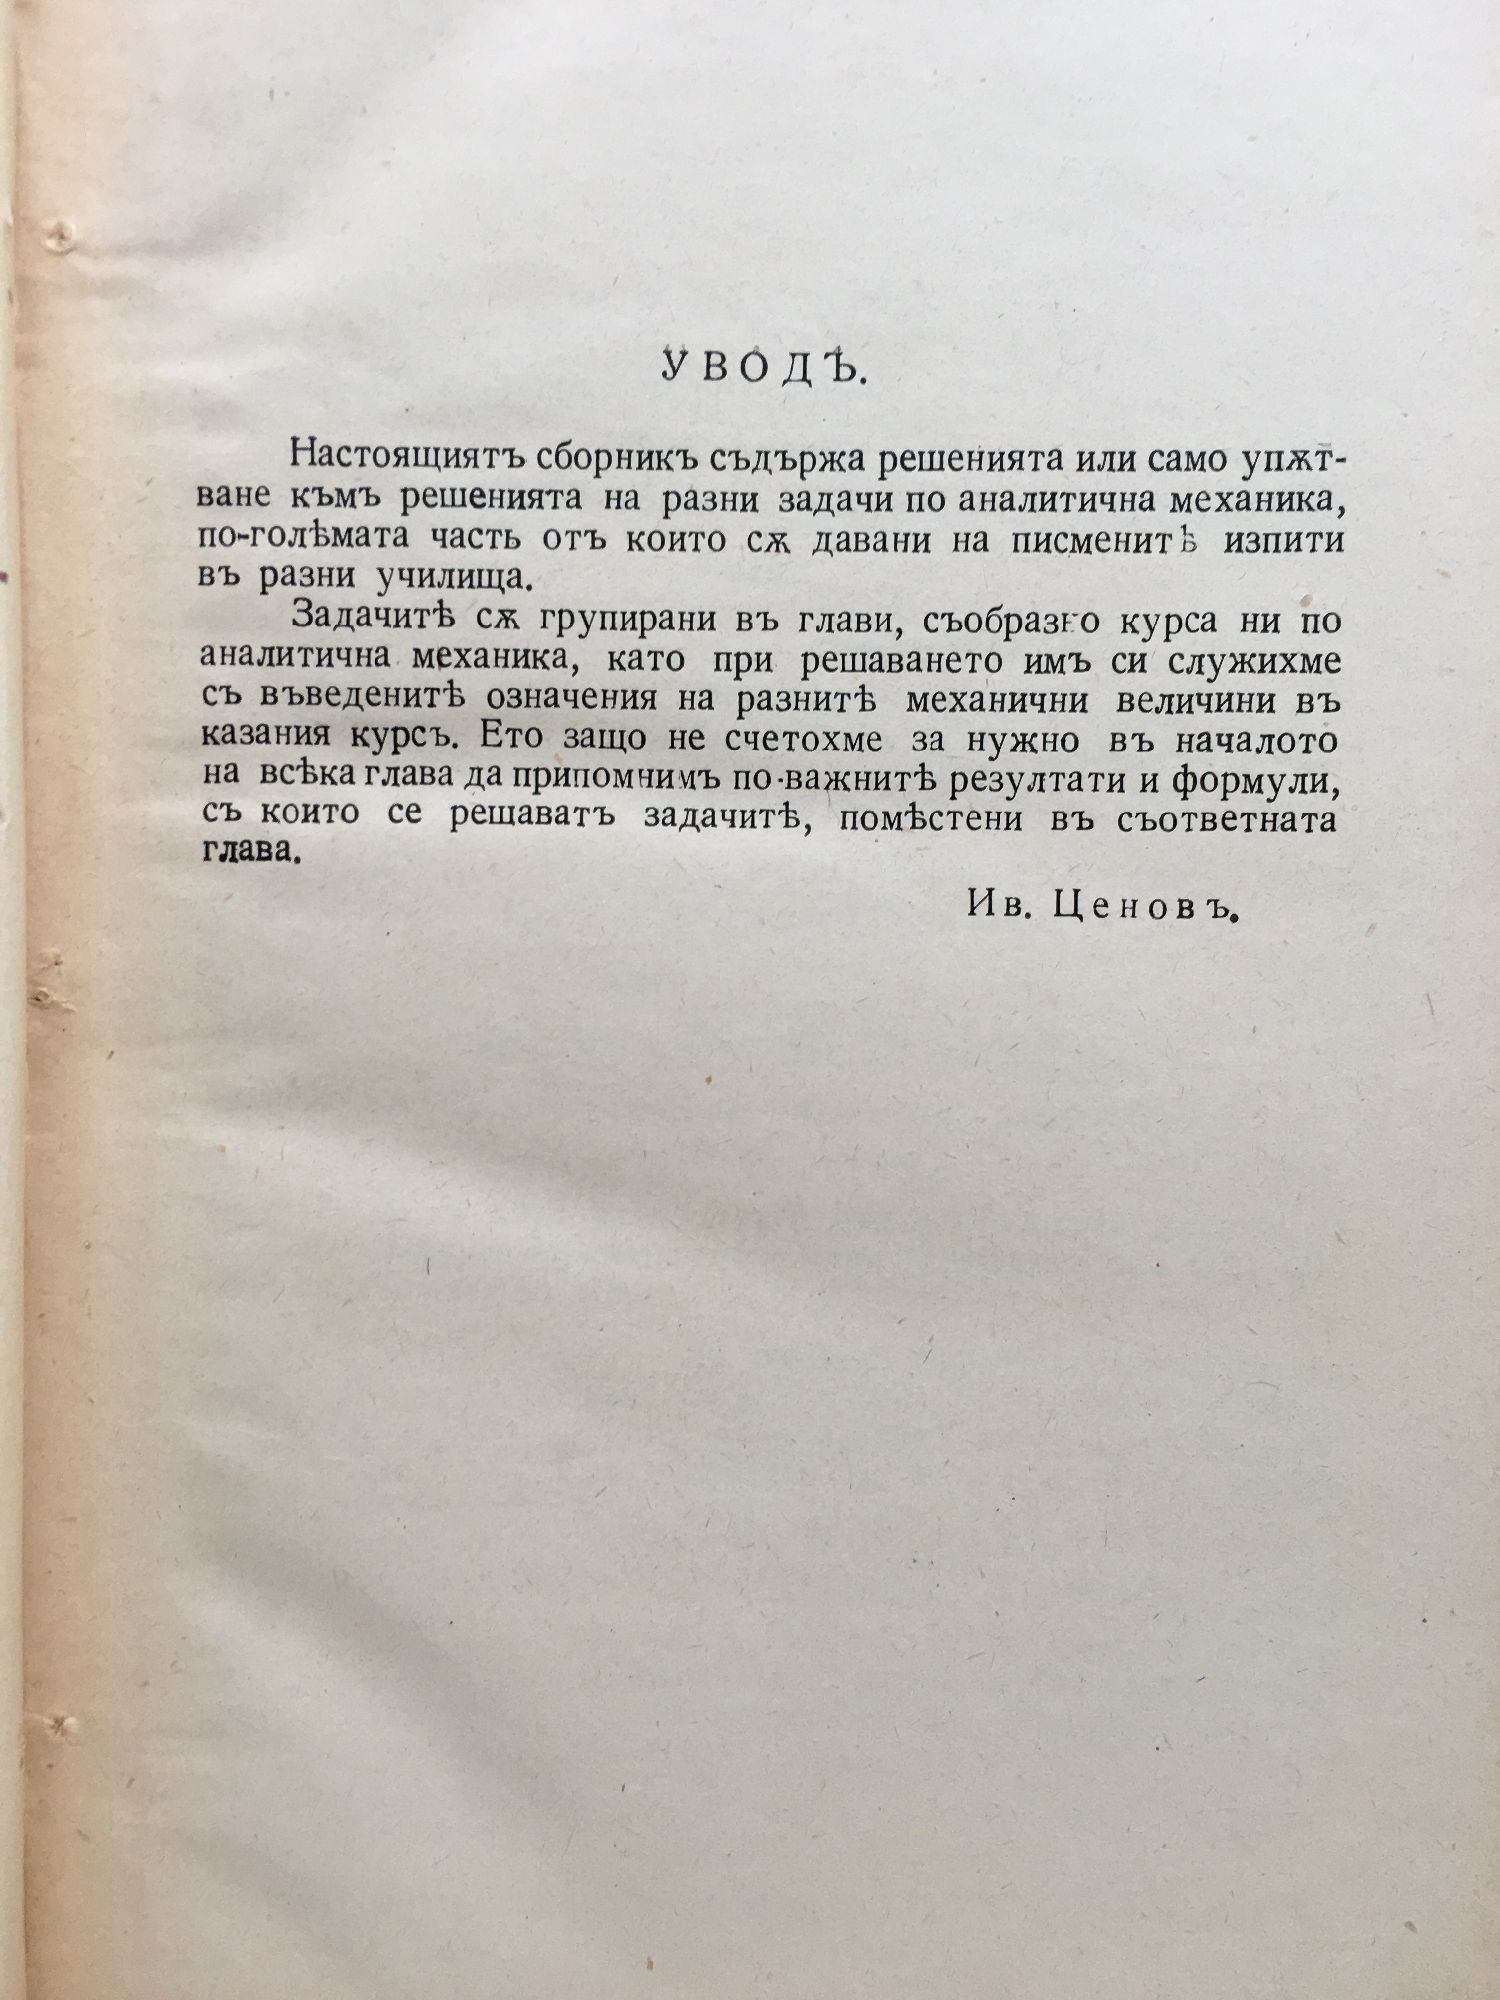 УВОДЪ.
Настоящиятъ сборникъ съдържа решенията или само упѫт-
ване къмъ решенията на разни задачи по аналитична механика,
по-голѣмата часть отъ които сѫ давани на писменитѣ изпити
въ разни училища.
Задачитѣ сѫ групирани въ глави, съобразно курса ни по
аналитична механика, като при решаването имъ си служихме
съ въведенитѣ означения на разнитѣ механични величини въ
казания курсъ. Ето защо не счетохме за нужно въ началото
на всѣка глава да припомнимъ по-важнитѣ резултати и формули,
съ които се решаватъ задачитѣ, помѣстени въ съответната
глава.
Ив. Ценовъ.